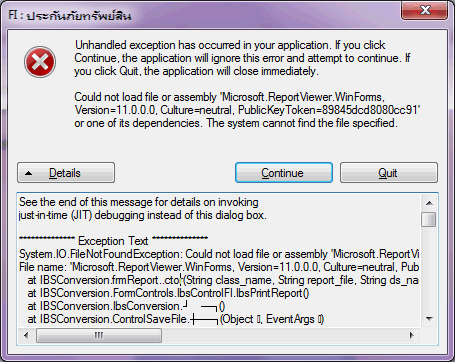 FI : ประกันภัยทรัพย์สิน
Unhandled exception has occurred in your application. If you click
Continue, the application will ignore this error and attempt to continue. If
you click Quit, the application will close immediately.
Could not load file or assembly 'Microsoft.ReportViewer.WinForms,
Version=11.0.0.0, Culture=neutral, PublicKeyToken=89845dcd8080cc91'
or one of its dependencies. The system cannot find the file specified.
Details
Continue
Quit
See the end of this message for details on invoking
just-in-time (JIT) debugging instead of this dialog box.
************** Exception Text **************
System.IO.FileNotFoundException: Could not load file or assembly 'Microsoft.ReportVi
File name: 'Microsoft.ReportViewer.WinForms, Version=11.0.0.0, Culture=neutral, Pub
at IBSConversion.frmReport..ctor(String class_name, String report_file, String ds_na
at IBSConversion.FormControls.IbsControlFI.IbsPrintReport()
at IBSConversion.IbsConversion.┘ ─┐()
at IBSConversion.ControlSaveFile.┼──┐(Object , EventArgs )